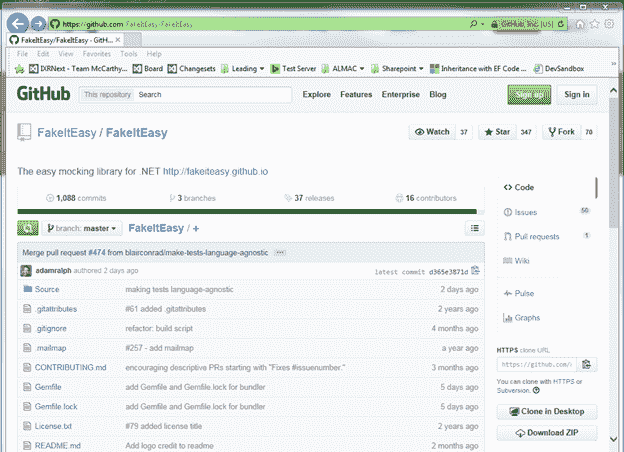 https://github.com/FakeItEasy/FakeItEasy
GitHub, Inc. [US]
FakeItEasy/FakeItEasy - GitH...
File Edit View Favorites Tools Help
DXRNext - Team McCarthy... Board Changesets Leading Test Server ALMAC Sharepoint Inheritance with EF Code ... DevSandbox
GitHub This repository Search Explore Features Enterprise Blog Sign up Sign in
FakeItEasy / FakeItEasy Watch 37 Star 347 Fork 70
The easy mocking library for .NET http://fakeiteasy.github.io
1,088 commits 3 branches 37 releases 16 contributors
branch: master FakeItEasy / +
Merge pull request #474 from blairconrad/make-tests-language-agnostic ...
adamralph authored 2 days ago latest commit d365e3871d
Source making tests language-agnostic 2 days ago
.gitattributes #61 added .gitattributes 2 years ago
.gitignore refactor: build script 4 months ago
.mailmap #257 - add mailmap a year ago
CONTRIBUTING.md encouraging descriptive PRs starting with "Fixes #issuenumber." 3 months ago
Gemfile add Gemfile and Gemfile.lock for bundler 5 days ago
Gemfile.lock add Gemfile and Gemfile.lock for bundler 5 days ago
License.txt #79 added license title 2 years ago
README.md Add logo credit to readme 2 months ago
Code
Issues 50
Pull requests 1
Wiki
Pulse
Graphs
HTTPS clone URL
https://github.com/
You can clone with HTTPS or
Subversion.
Clone in Desktop
Download ZIP